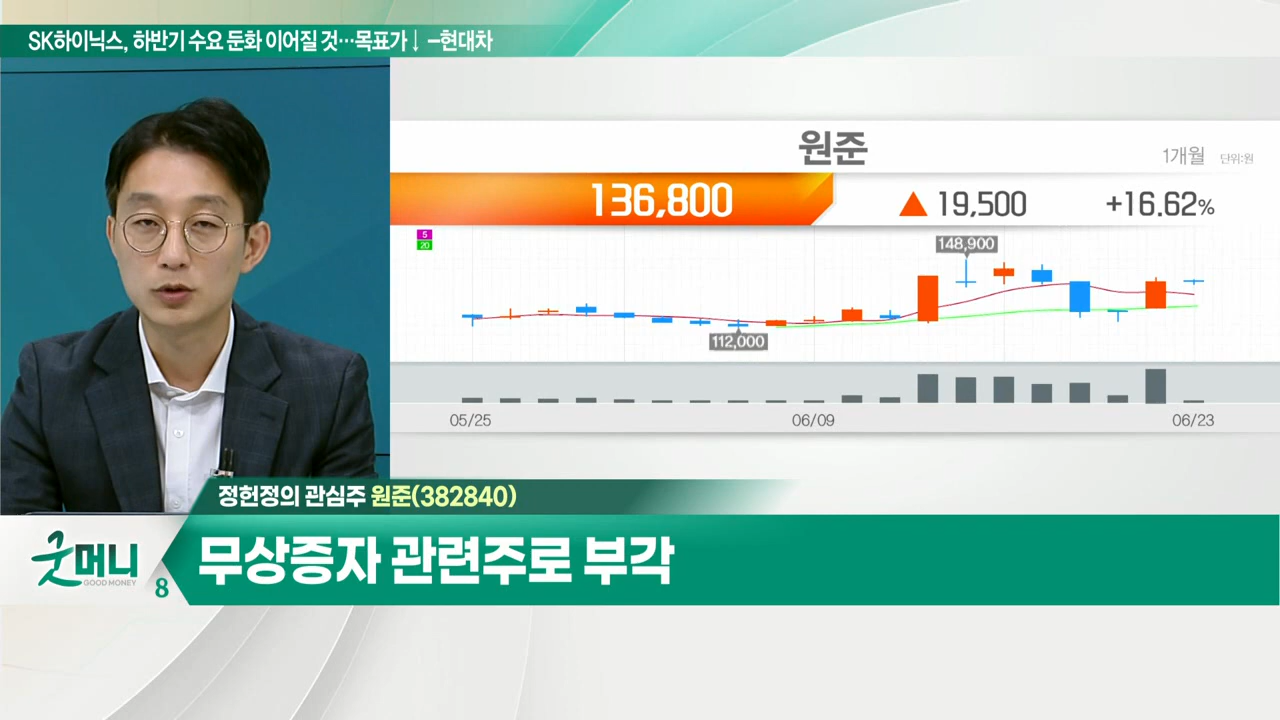 SK하이닉스, 하반기 수요 둔화 이어질 것…목표가↓ -현대차
원준
1개월 단위:원
136,800 ▲ 19,500 +16.62%
5
20
148,900
112,000
05/25 06/09 06/23
정헌정의 관심주 원준(382840)
굿머니
GOOD MONEY
8
무상증자 관련주로 부각